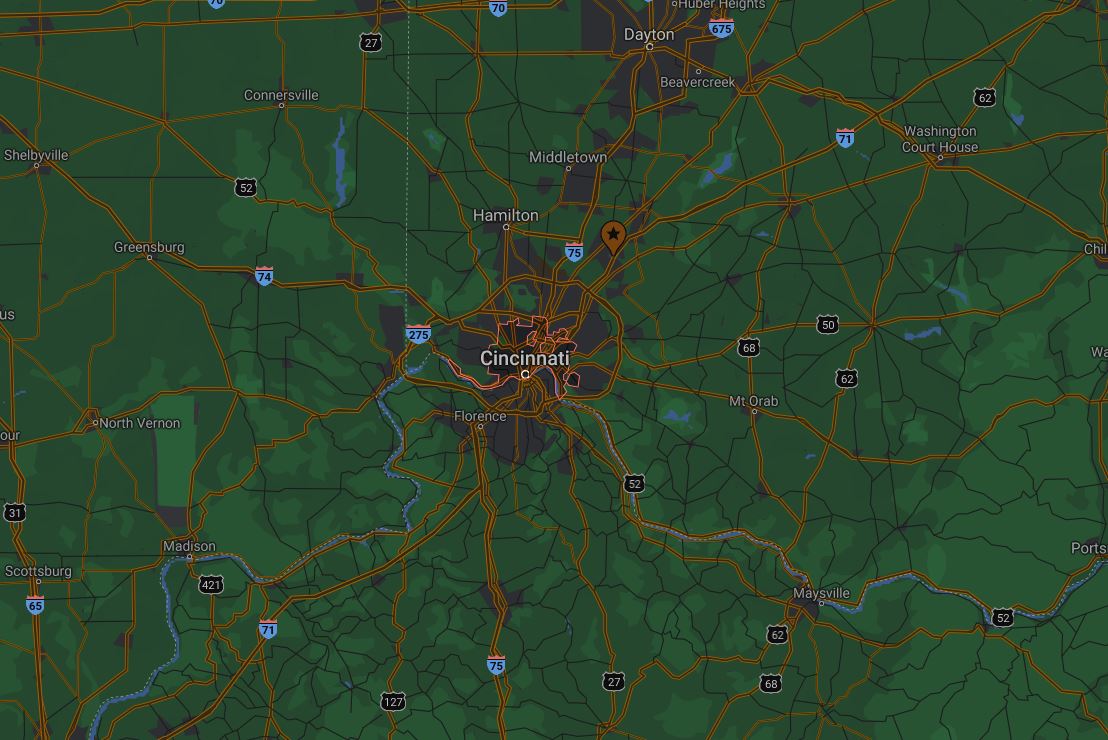 70
70
Huber Heights
675
Dayton
27
Beavercreek
62
Connersville
71
Washington
Court House
Shelbyville
Middletown
52
Hamilton
75
Greensburg
Chil
74
us
275
50
68
Cincinnati
Wa
62
Mt Orab
Florence
North Vernon
our
52
31
Madison
Ports
Scottsburg
421
Maysville
65
71
52
62
75
27
68
127